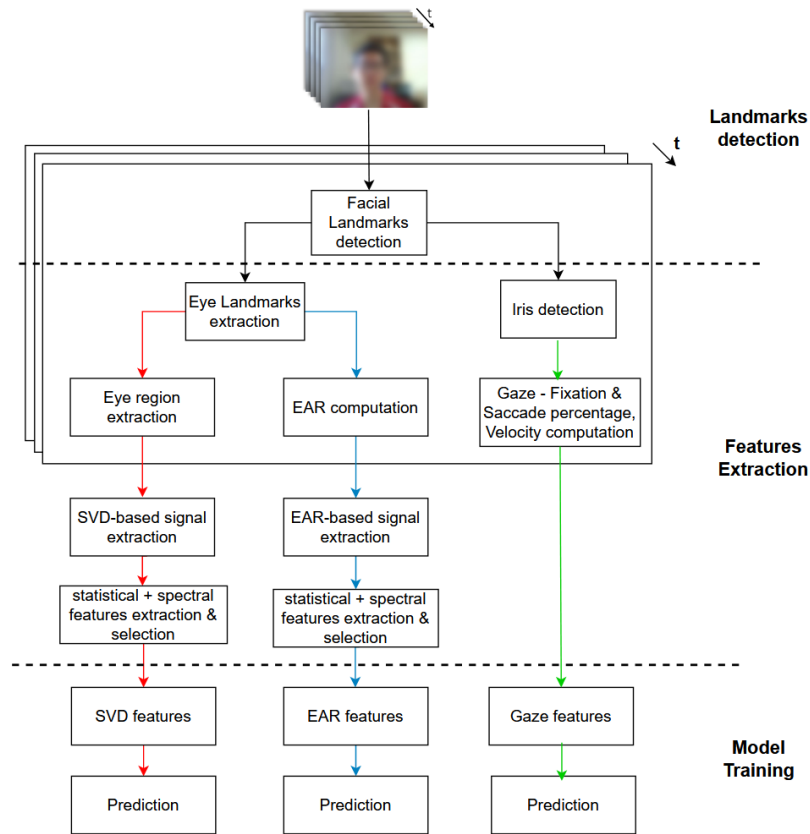 t
Landmarks
detection
t
Facial
Landmarks
detection
Eye Landmarks
extraction
Iris detection
Eye region
extraction
EAR computation
Gaze - Fixation &
Saccade percentage,
Velocity computation
Features
Extraction
SVD-based signal
extraction
EAR-based signal
extraction
statistical + spectral
features extraction &
selection
statistical + spectral
features extraction &
selection
SVD features
EAR features
Gaze features
Model
Training
Prediction
Prediction
Prediction